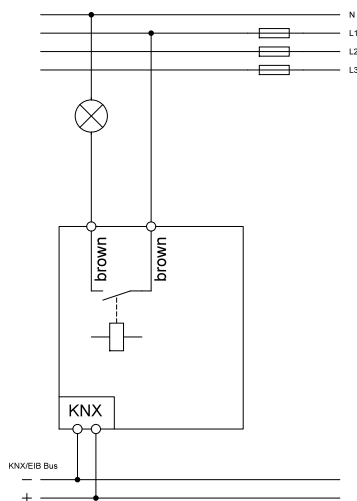 N
L1
L2
L3
brown
brown
KNX
KNX/EIB Bus
−
+